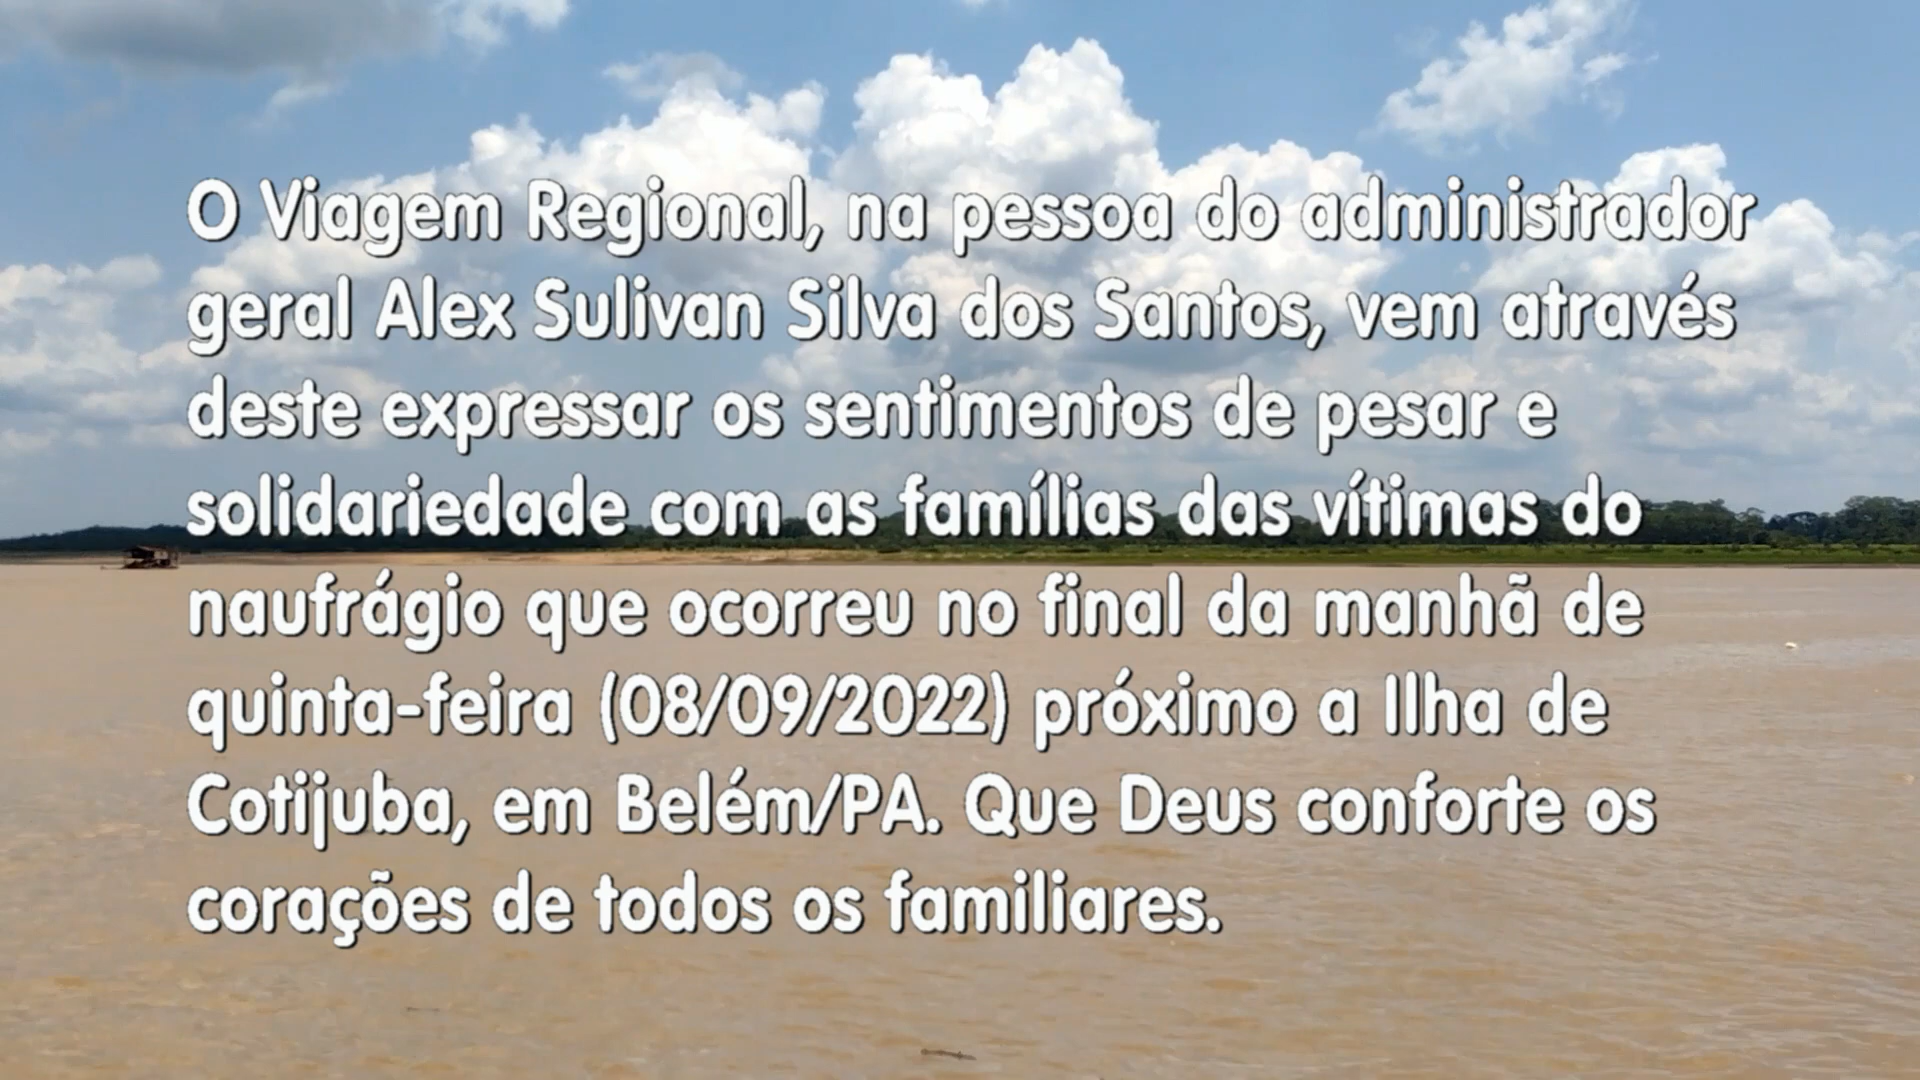 O Viagem Regional, na pessoa do administrador
geral Alex Sulivan Silva dos Santos, vem através
deste expressar os sentimentos de pesar e
solidariedade com as famílias das vítimas do
naufrágio que ocorreu no final da manhã de
quinta-feira (08/09/2022) próximo a Ilha de
Cotijuba, em Belém/PA. Que Deus conforte os
corações de todos os familiares.